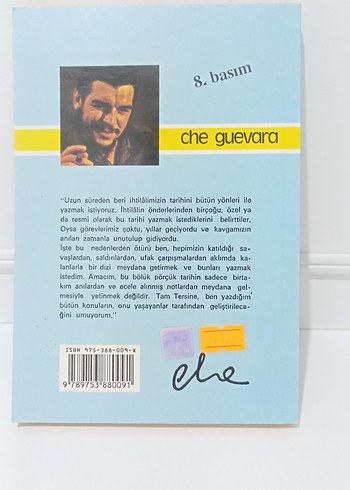 8. basım
che guevara
"Uzun süreden beri ihtilâlimizin tarihini bütün yönleri ile
yazmak istiyoruz. İhtilâlin önderlerinden birçoğu, özel ya
da resmi olarak bu tarihi yazmak istediklerini belirttiler.
Oysa görevlerimiz çoktu, yıllar geçiyordu ve kavgamızın
anıları zamanla unutulup gidiyordu.
İşte bu nedenlerden ötürü ben, hepimizin katıldığı sa-
vaşlardan, saldırılardan, ufak çarpışmalardan aklımda ka-
lanlarla bir dizi meydana getirmek ve bunları yazmak
istedim. Amacım, bu bölük pörçük tarihin sadece birta-
kım anılardan ve acele alınmış notlardan meydana gel-
mesiyle yetinmek değildir. Tam Tersine, ben yazdığım
bütün konuların, onu yaşayanlar tarafından geliştirilece-
ğini umuyorum."
ISBN 975-388-009-X
9789753880091
che